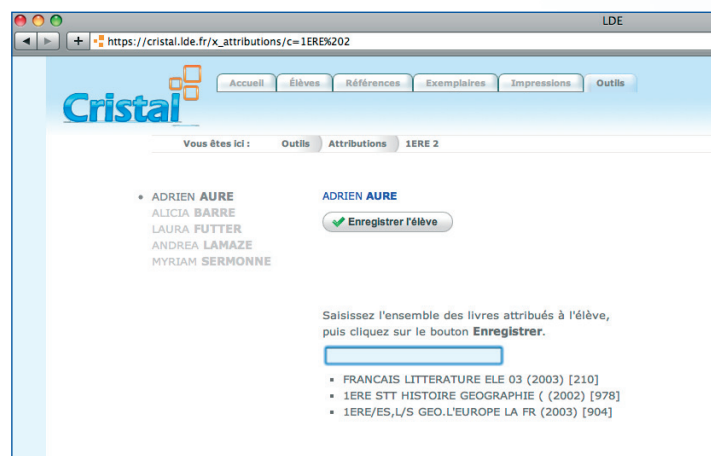 LDE
https://cristal.lde.fr/x_attributions/c=1ERE%202
Cristal
Accueil Élèves Références Exemplaires Impressions Outils
Vous êtes ici : Outils Attributions 1ERE 2
ADRIEN AURE
ALICIA BARRE
LAURA FUTTER
ANDREA LAMAZE
MYRIAM SERMONNE
ADRIEN AURE
Enregistrer l'élève
Saisissez l'ensemble des livres attribués à l'élève,
puis cliquez sur le bouton Enregistrer.
FRANCAIS LITTERATURE ELE 03 (2003) [210]
1ERE STT HISTOIRE GEOGRAPHIE ( (2002) [978]
1ERE/ES,L/S GEO.L'EUROPE LA FR (2003) [904]